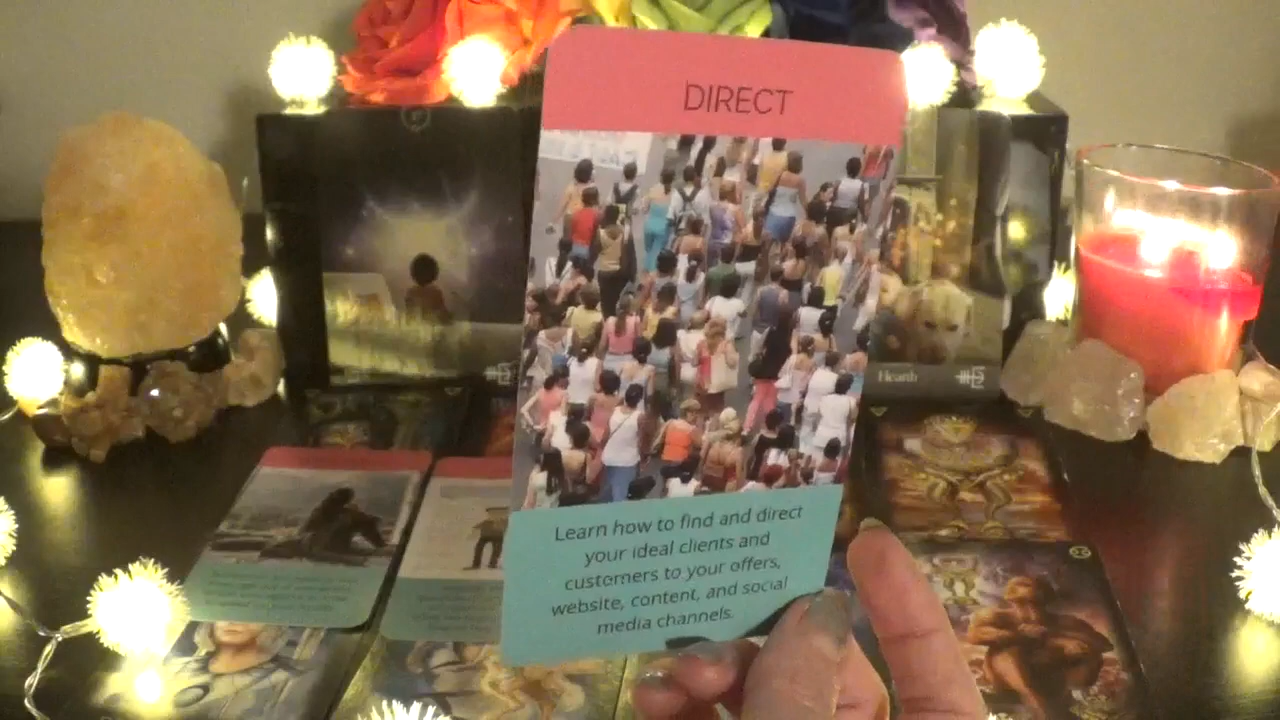 DIRECT
Learn how to find and direct
your ideal clients and
customers to your offers,
website, content, and social
media channels.
Hearth